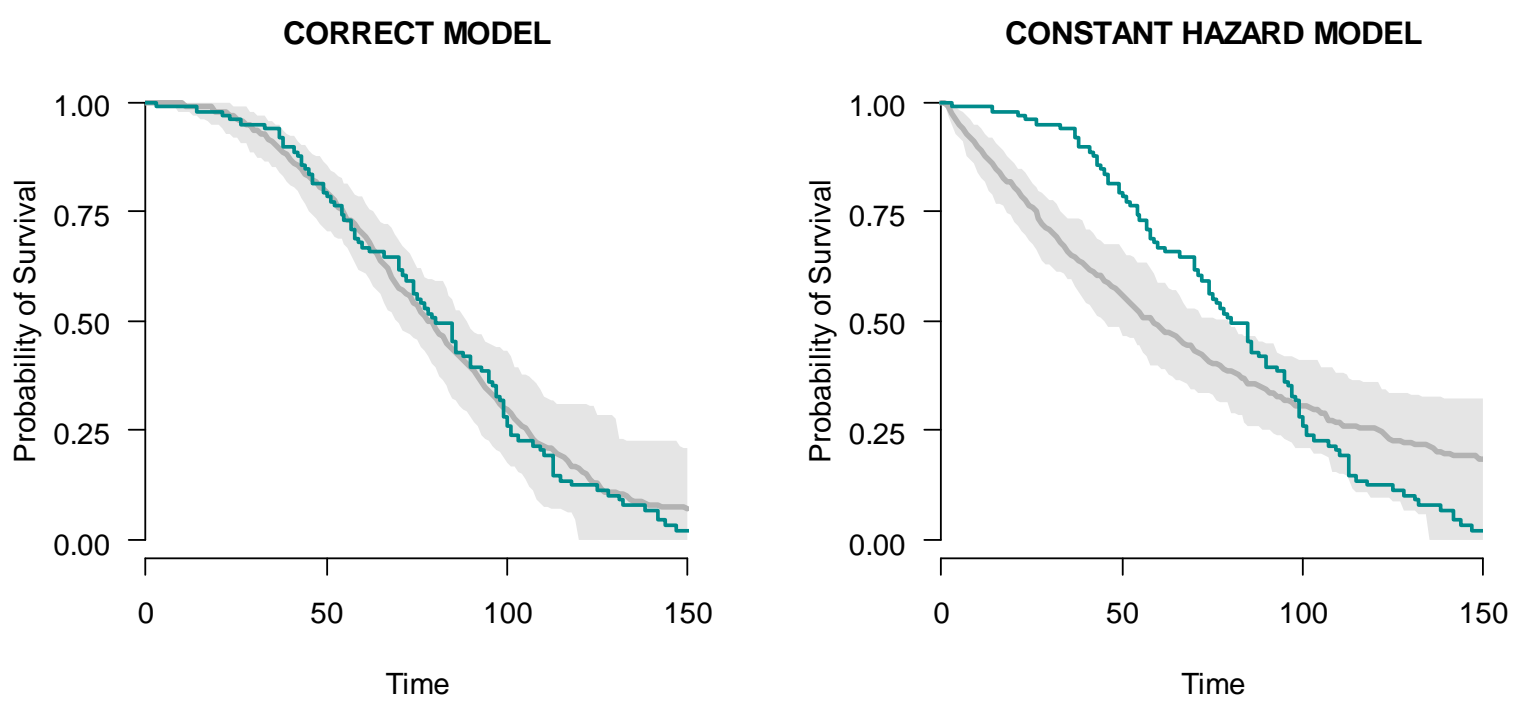 CORRECT MODEL
Probability of Survival
1.00
0.75
0.50
0.25
0.00
0 50 100 150
Time
CONSTANT HAZARD MODEL
Probability of Survival
1.00
0.75
0.50
0.25
0.00
0 50 100 150
Time